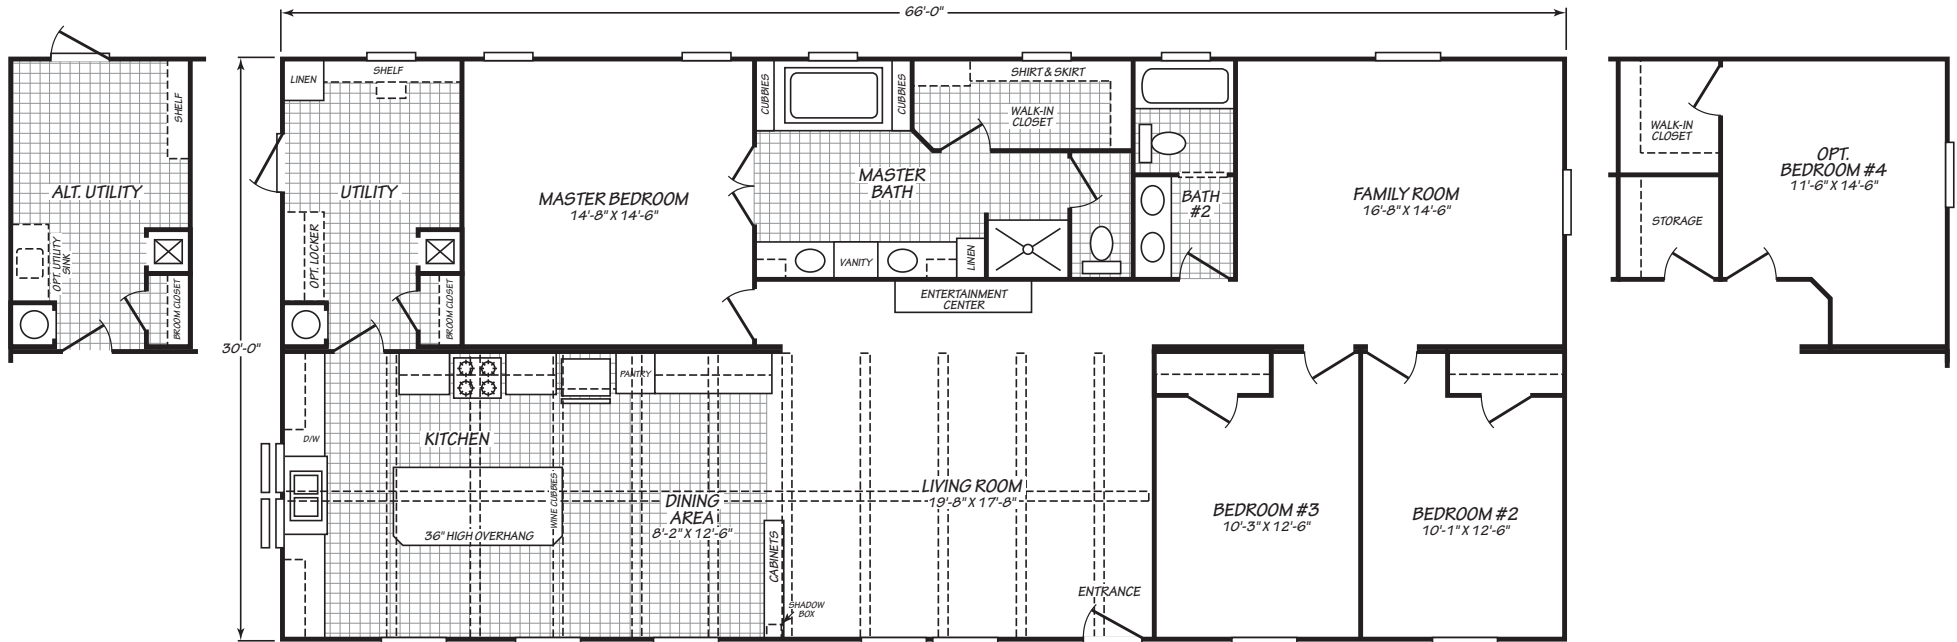 66'-0"
30'-0"
SHELF
ALT. UTILITY
OPT. UTILITY
SINK
BROOM CLOSET
LINEN
SHELF
UTILITY
OPT. LOCKER
BROOM CLOSET
MASTER BEDROOM
14'-8" X 14'-6"
CUBBIES
CUBBIES
SHIRT & SKIRT
WALK-IN
CLOSET
MASTER
BATH
VANITY
LINEN
ENTERTAINMENT
CENTER
BATH
#2
FAMILY ROOM
16'-8" X 14'-6"
WALK-IN
CLOSET
STORAGE
OPT.
BEDROOM #4
11'-6" X 14'-6"
PANTRY
D/W
KITCHEN
WINE CUBBIES
36" HIGH OVERHANG
DINING
AREA
8'-2" X 12'-6"
CABINETS
SHADOW
BOX
LIVING ROOM
19'-8" X 17'-8"
ENTRANCE
BEDROOM #3
10'-3" X 12'-6"
BEDROOM #2
10'-1" X 12'-6"